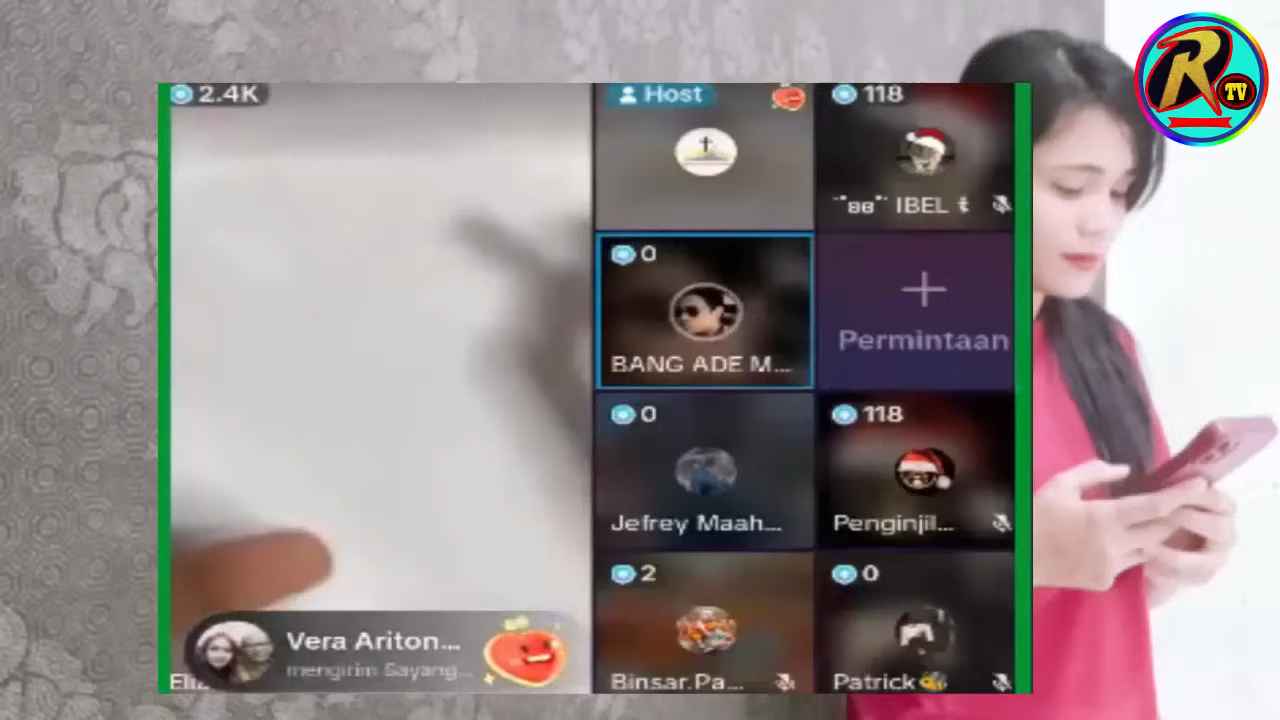 2.4K
Host
118
IBEL
0
BANG ADE M...
Permintaan
0
Jefrey Maah...
118
Penginjil...
2
Binsar.Pa...
0
Patrick
Vera Ariton...
mengirim Sayang...
R
TV